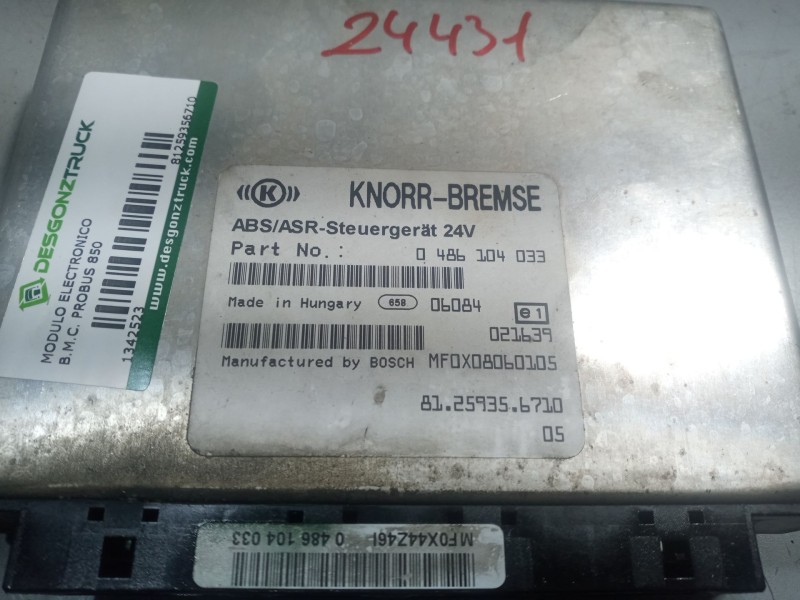 24431
DESGONZTRUCK
MODULO ELECTRONICO
B.M.C. PROBUS 850
1342523
81259356710
www.desgonztruck.com
K KNORR-BREMSE
ABS/ASR-Steuergerät 24V
Part No.: 0 486 104 033
Made in Hungary 658 06084 e1
021639
Manufactured by BOSCH MF0X08060105
81.25935.6710
05
MF0X44Z46I 0 486 104 033